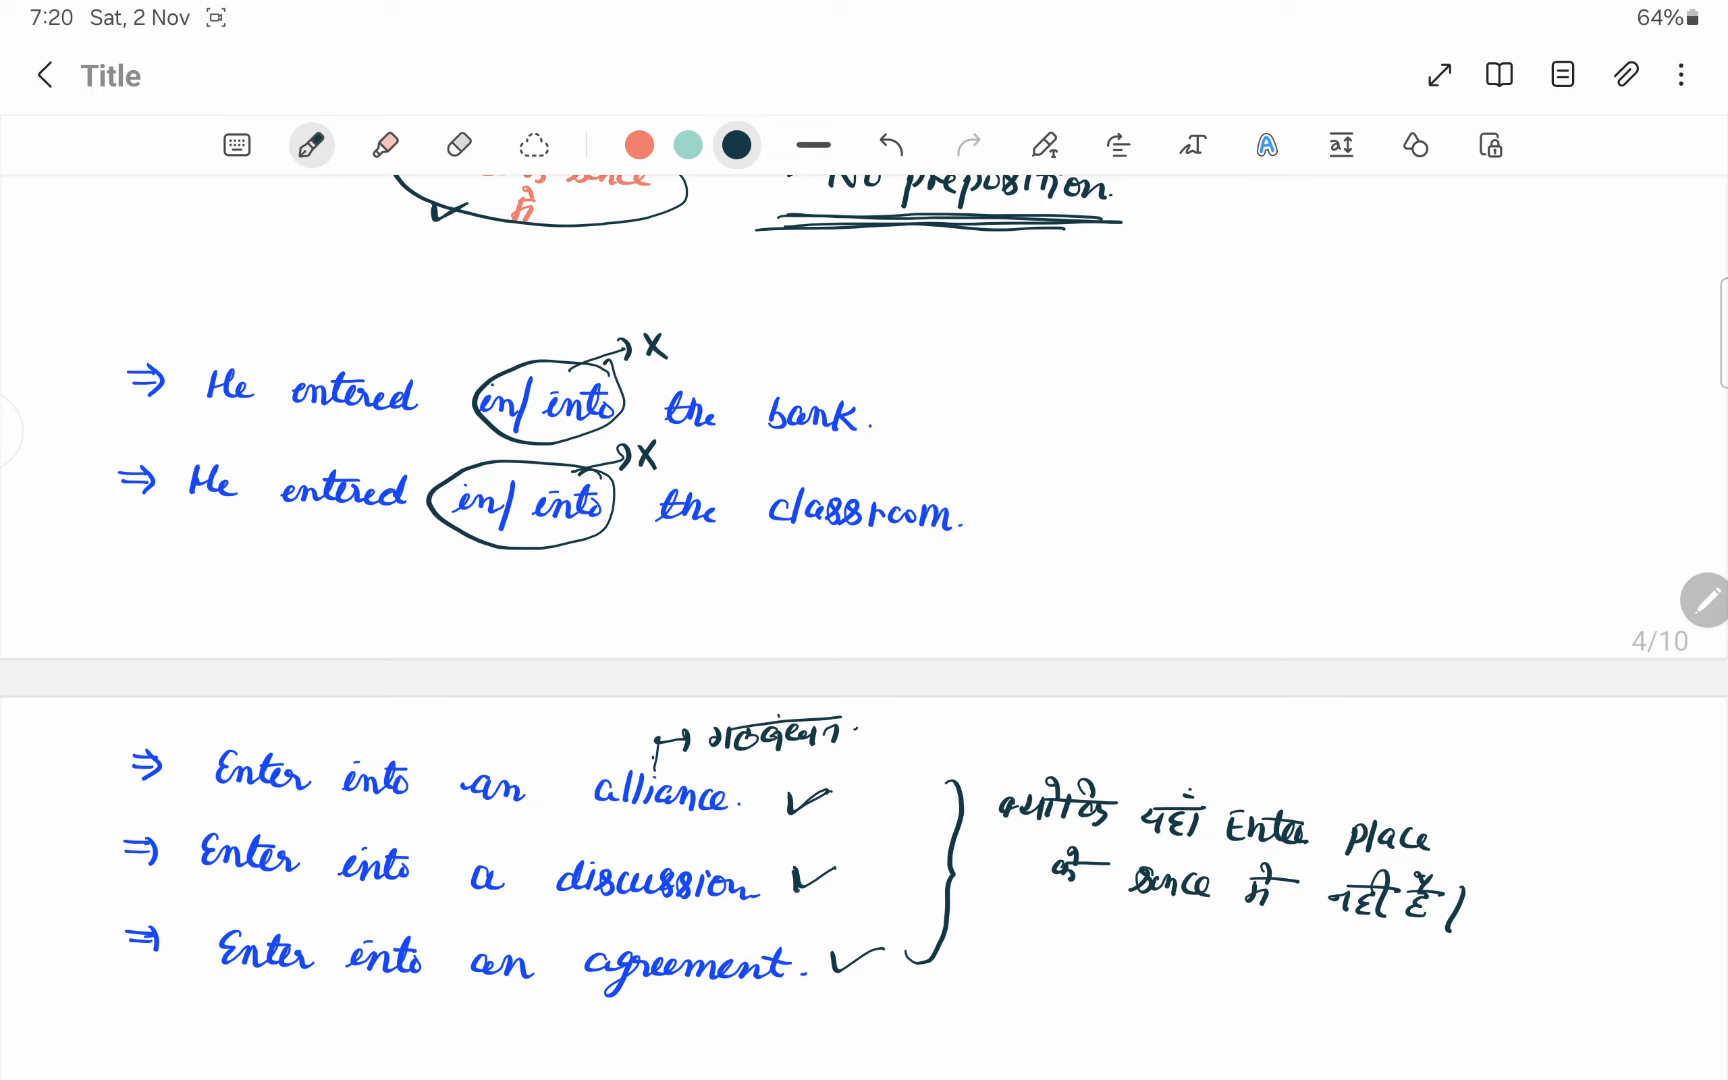 7:20 Sat, 2 Nov 64%
Title
since No preposition.
में
X
⇒ He entered in/into the bank.
X
⇒ He entered in/into the classroom.
4/10
→ गठबंधन.
⇒ Enter into an alliance. ✓
⇒ Enter into a discussion ✓
⇒ Enter into an agreement. ✓
क्योंकि यहां Enter place
के sence में नहीं है।